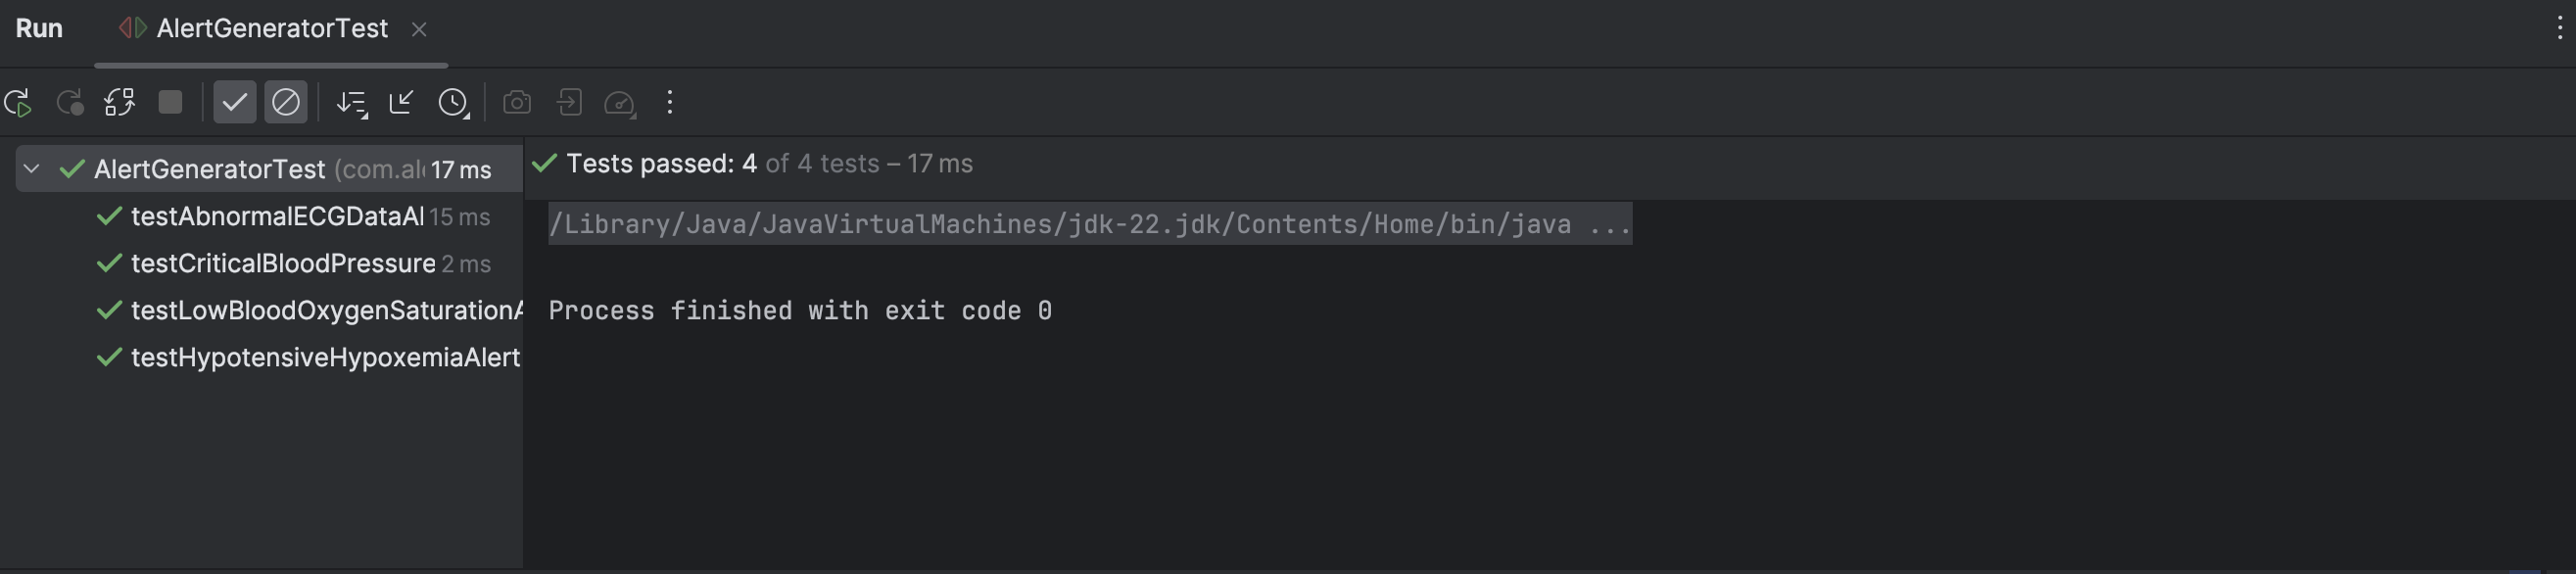 Run AlertGeneratorTest
AlertGeneratorTest (com.al 17 ms
testAbnormalECGDataAl 15 ms
testCriticalBloodPressure 2 ms
testLowBloodOxygenSaturationA
testHypotensiveHypoxemiaAlert
Tests passed: 4 of 4 tests – 17 ms
/Library/Java/JavaVirtualMachines/jdk-22.jdk/Contents/Home/bin/java ...
Process finished with exit code 0